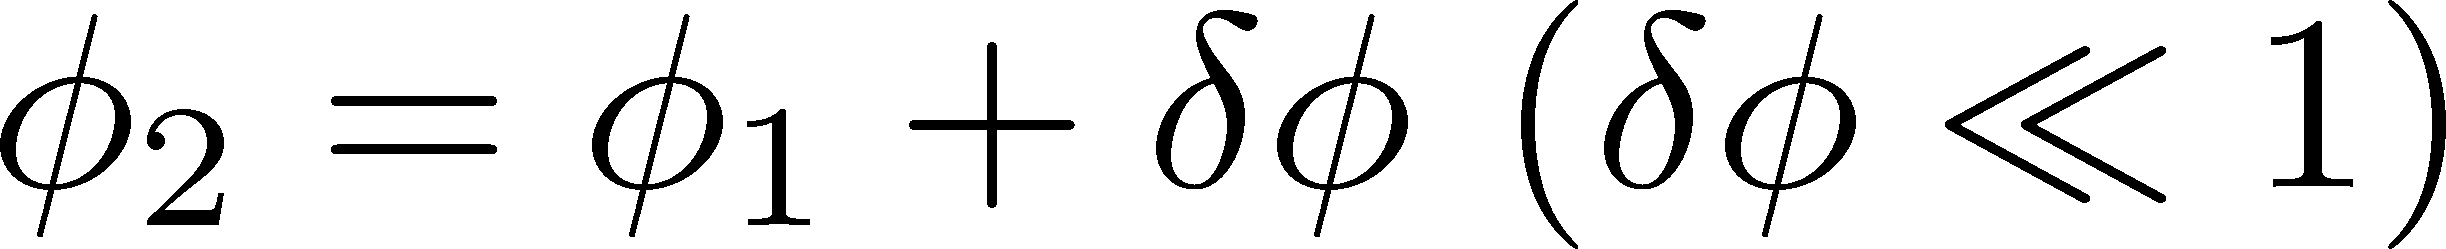 ϕ₂ = ϕ₁ + δϕ (δϕ ≪ 1)